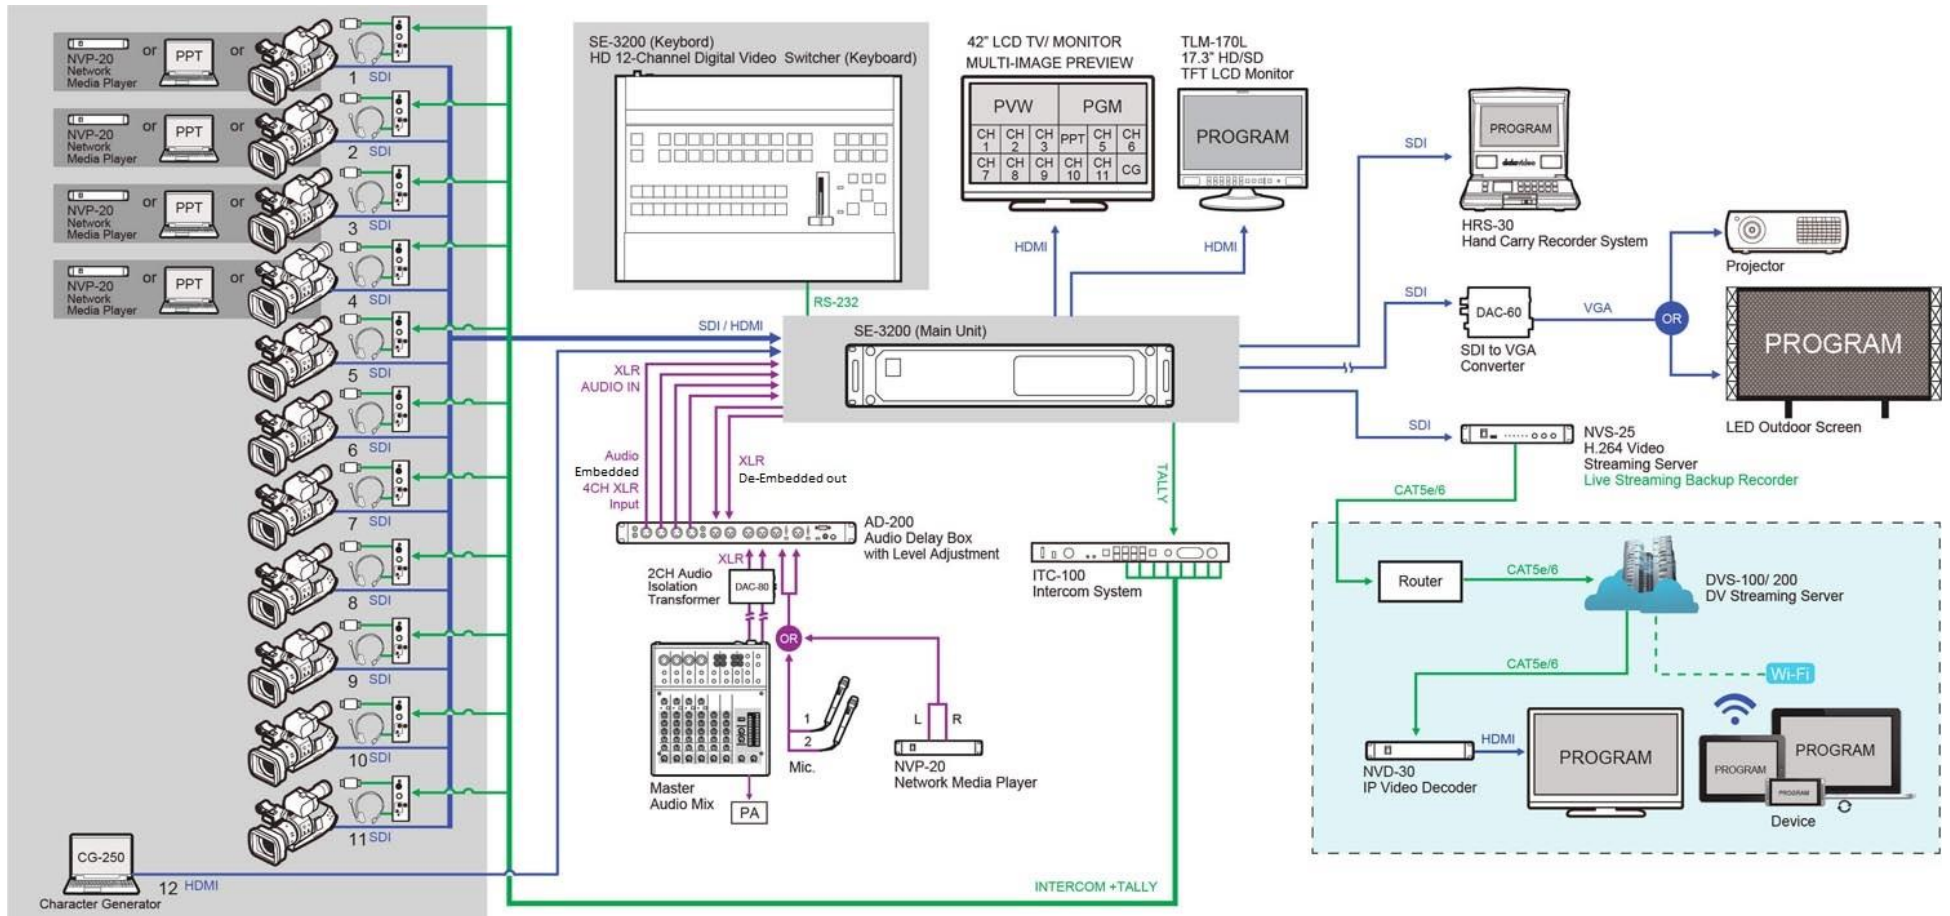 NVP-20
Network
Media Player
or
PPT
or
1 SDI
NVP-20
Network
Media Player
or
PPT
or
2 SDI
NVP-20
Network
Media Player
or
PPT
or
3 SDI
NVP-20
Network
Media Player
or
PPT
or
4 SDI
5 SDI
6 SDI
7 SDI
8 SDI
9 SDI
10 SDI
11 SDI
CG-250
12 HDMI
Character Generator
SE-3200 (Keybord)
HD 12-Channel Digital Video Switcher (Keyboard)
RS-232
42" LCD TV/ MONITOR
MULTI-IMAGE PREVIEW
PVW
PGM
CH 1
CH 2
CH 3
PPT
CH 5
CH 6
CH 7
CH 8
CH 9
CH 10
CH 11
CG
HDMI
TLM-170L
17.3" HD/SD
TFT LCD Monitor
PROGRAM
HDMI
SDI / HDMI
SE-3200 (Main Unit)
XLR
AUDIO IN
Audio
Embedded
4CH XLR
Input
XLR
De-Embedded out
AD-200
Audio Delay Box
with Level Adjustment
XLR
2CH Audio
Isolation
Transformer
DAC-80
OR
Master
Audio Mix
PA
1
2
Mic.
L
R
NVP-20
Network Media Player
TALLY
ITC-100
Intercom System
INTERCOM +TALLY
SDI
PROGRAM
datavideo
HRS-30
Hand Carry Recorder System
SDI
DAC-60
SDI to VGA
Converter
VGA
OR
Projector
PROGRAM
LED Outdoor Screen
SDI
NVS-25
H.264 Video
Streaming Server
Live Streaming Backup Recorder
CAT5e/6
Router
CAT5e/6
DVS-100/ 200
DV Streaming Server
CAT5e/6
Wi-Fi
NVD-30
IP Video Decoder
HDMI
PROGRAM
PROGRAM
PROGRAM
PROGRAM
Device